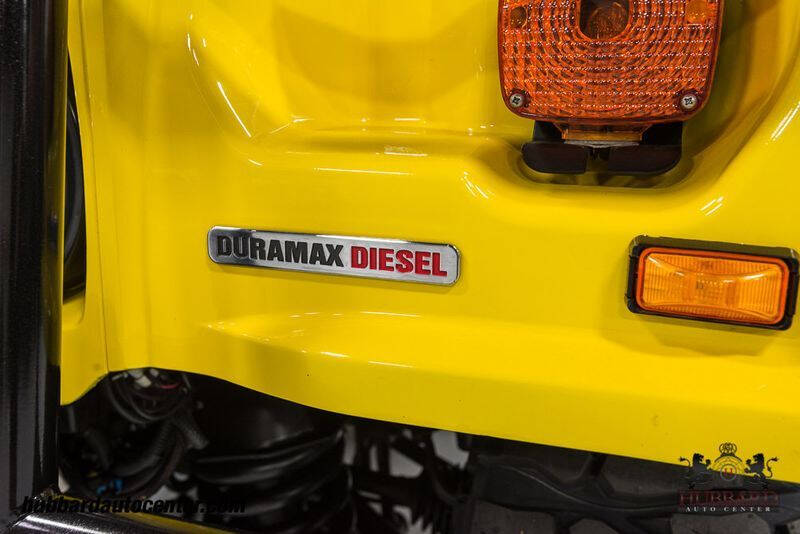 DURAMAX DIESEL
HUBBARD
AUTO CENTER
hubbardautocenter.com